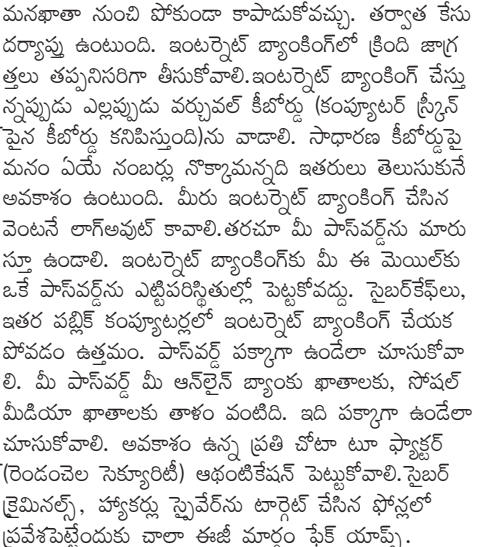 మనఖాతా నుంచి పోకుండా కాపాడుకోవచ్చు. తర్వాత కేసు
దర్యాప్తు ఉంటుంది. ఇంటర్నెట్ బ్యాంకింగ్‌లో క్రింది జాగ్ర
త్తలు తప్పనిసరిగా తీసుకోవాలి.ఇంటర్నెట్ బ్యాంకింగ్ చేస్తు
న్నప్పుడు ఎల్లప్పుడు వర్చువల్ కీబోర్డు (కంప్యూటర్ స్క్రీన్
పైన కీబోర్డు కనిపిస్తుంది)ను వాడాలి. సాధారణ కీబోర్డుపై
మనం ఏయే నంబర్లు నొక్కామన్నది ఇతరులు తెలుసుకునే
అవకాశం ఉంటుంది. మీరు ఇంటర్నెట్ బ్యాంకింగ్ చేసిన
వెంటనే లాగ్‌అవుట్ కావాలి.తరచూ మీ పాస్‌వర్డ్‌ను మారు
స్తూ ఉండాలి. ఇంటర్నెట్ బ్యాంకింగ్‌కు మీ ఈ మెయిల్‌కు
ఒకే పాస్‌వర్డ్‌ను ఎట్టిపరిస్థితుల్లో పెట్టకోవద్దు. సైబర్‌కేఫ్‌లు,
ఇతర పబ్లిక్ కంప్యూటర్లలో ఇంటర్నెట్ బ్యాంకింగ్ చేయక
పోవడం ఉత్తమం. పాస్‌వర్డ్ పక్కాగా ఉండేలా చూసుకోవా
లి. మీ పాస్‌వర్డ్ మీ ఆన్‌లైన్ బ్యాంకు ఖాతాలకు, సోషల్
మీడియా ఖాతాలకు తాళం వంటిది. ఇది పక్కాగా ఉండేలా
చూసుకోవాలి. అవకాశం ఉన్న ప్రతి చోటా టూ ఫ్యాక్టర్
(రెండంచెల సెక్యూరిటీ) ఆథంటికేషన్ పెట్టుకోవాలి.సైబర్
క్రైమినల్స్, హ్యాకర్లు స్పైవేర్‌ను టార్గెట్ చేసిన ఫోన్లలో
ప్రవేశపెట్టేందుకు చాలా ఈజీ మార్గం ఫేక్ యాప్స్.